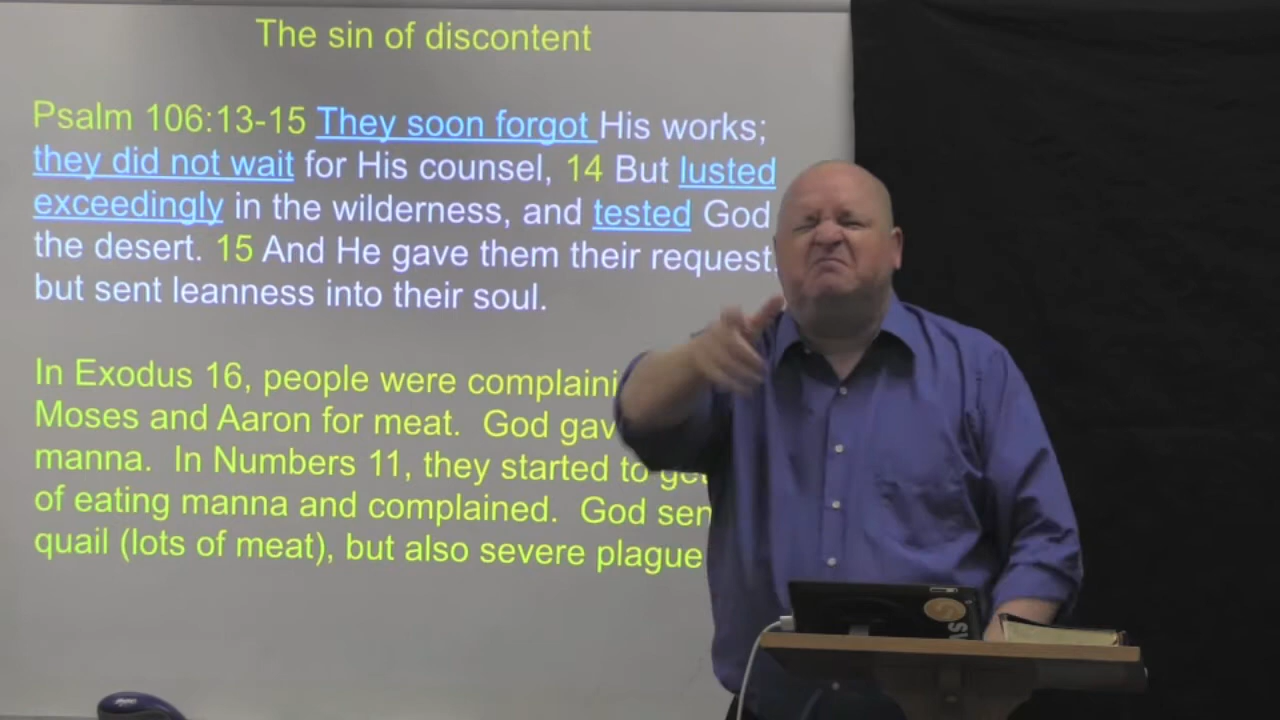 The sin of discontent
Psalm 106:13-15 They soon forgot His works;
they did not wait for His counsel, 14 But lusted
exceedingly in the wilderness, and tested God
the desert. 15 And He gave them their request
but sent leanness into their soul.
In Exodus 16, people were complaini
Moses and Aaron for meat.  God gav
manna.  In Numbers 11, they started to
of eating manna and complained.  God sen
quail (lots of meat), but also severe plague